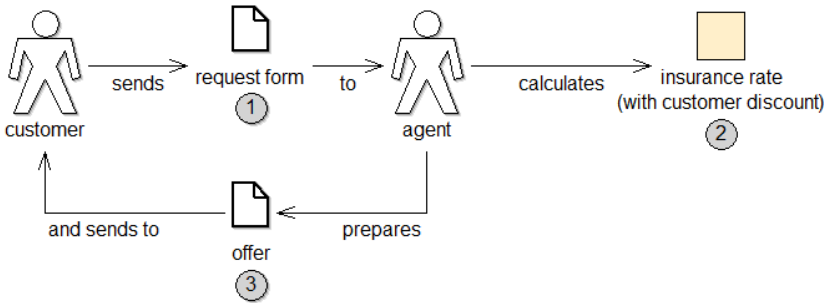 customer
sends
request form
1
to
agent
calculates
insurance rate
(with customer discount)
2
prepares
offer
3
and sends to